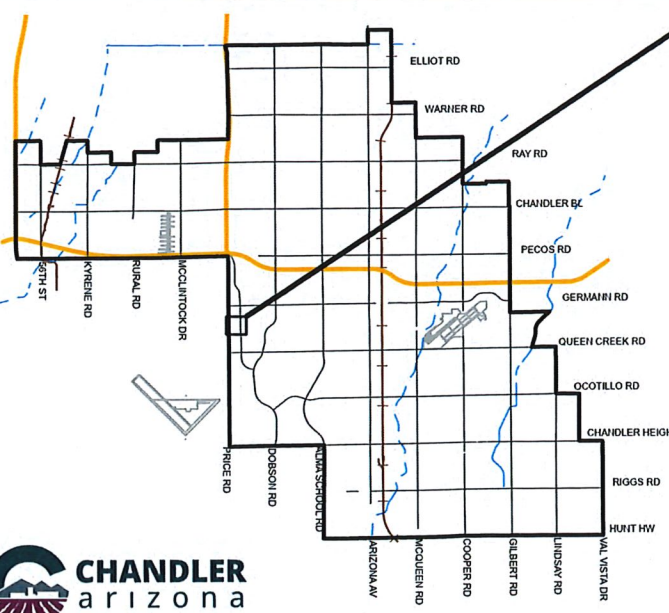 ELLIOT RD
WARNER RD
RAY RD
CHANDLER BL
PECOS RD
GERMANN RD
QUEEN CREEK RD
OCOTILLO RD
CHANDLER HEIGH
RIGGS RD
HUNT HW
56TH ST
KYRENE RD
RURAL RD
MCCLINTOCK DR
PRICE RD
DOBSON RD
ALMA SCHOOL RD
ARIZONA AV
MCQUEEN RD
COOPER RD
GILBERT RD
LINDSAY RD
VAL VISTA DR
CHANDLER
arizona